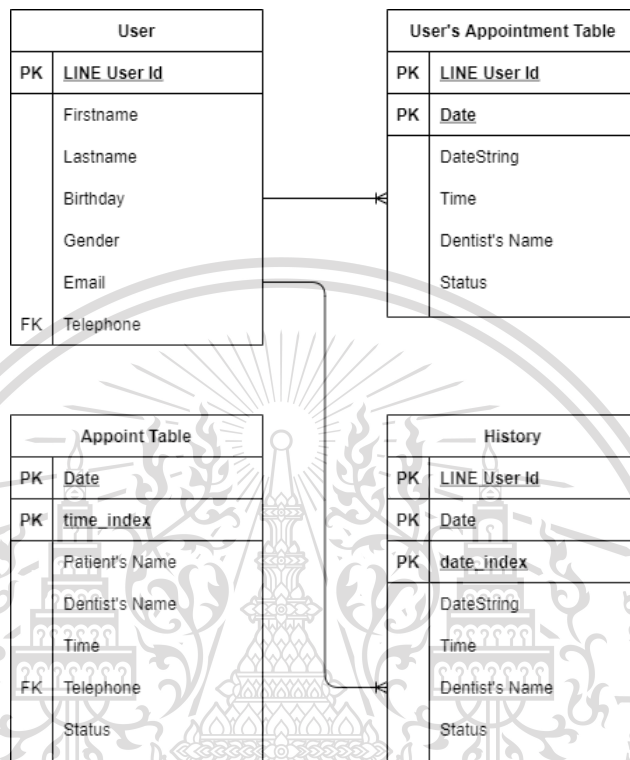 User
PK LINE User Id
Firstname
Lastname
Birthday
Gender
Email
FK Telephone
User's Appointment Table
PK LINE User Id
PK Date
DateString
Time
Dentist's Name
Status
Appoint Table
PK Date
PK time_index
Patient's Name
Dentist's Name
Time
FK Telephone
Status
History
PK LINE User Id
PK Date
PK date_index
DateString
Time
Dentist's Name
Status